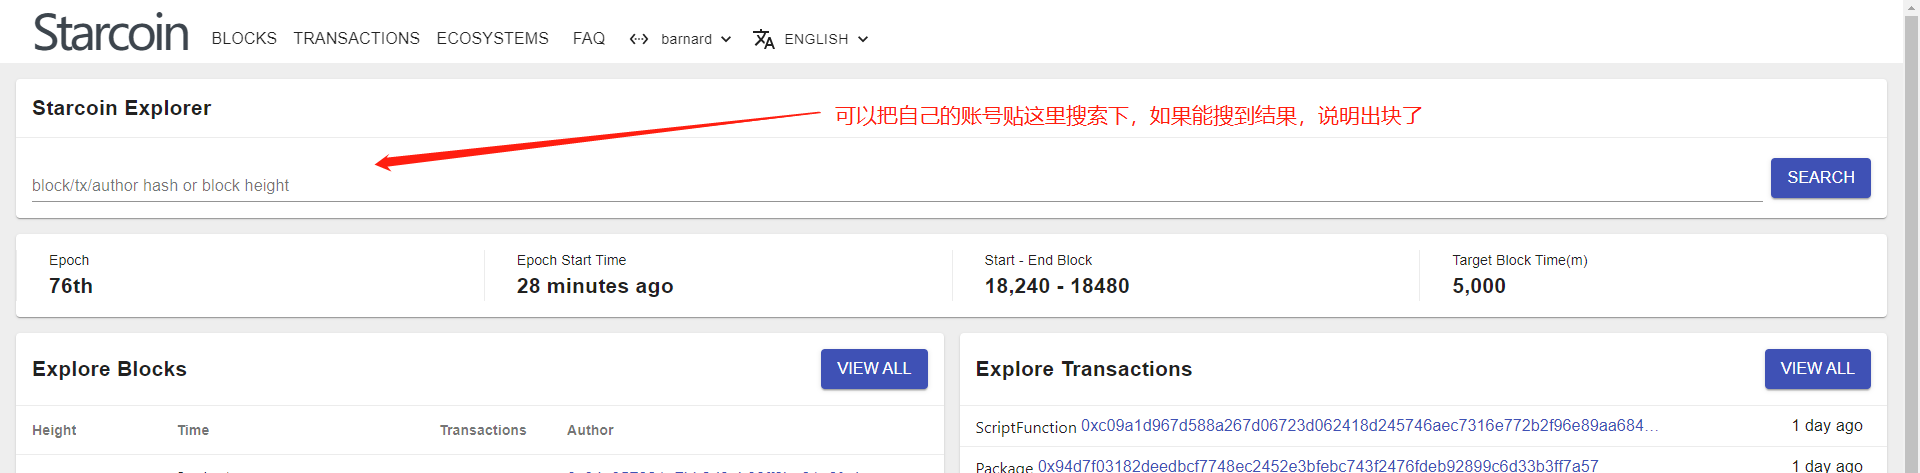 Starcoin BLOCKS TRANSACTIONS ECOSYSTEMS FAQ barnard ENGLISH
Starcoin Explorer
可以把自己的账号贴这里搜索下，如果能搜到结果，说明出块了
block/tx/author hash or block height
SEARCH
Epoch
76th
Epoch Start Time
28 minutes ago
Start - End Block
18,240 - 18480
Target Block Time(m)
5,000
Explore Blocks
VIEW ALL
Height Time Transactions Author
Explore Transactions
VIEW ALL
ScriptFunction 0xc09a1d967d588a267d06723d062418d245746aec7316e772b2f96e89aa684... 1 day ago
Package 0x94d7f03182deedbcf7748ec2452e3bfebc743f2476fdeb92899c6d33b3ff7a57 1 day ago